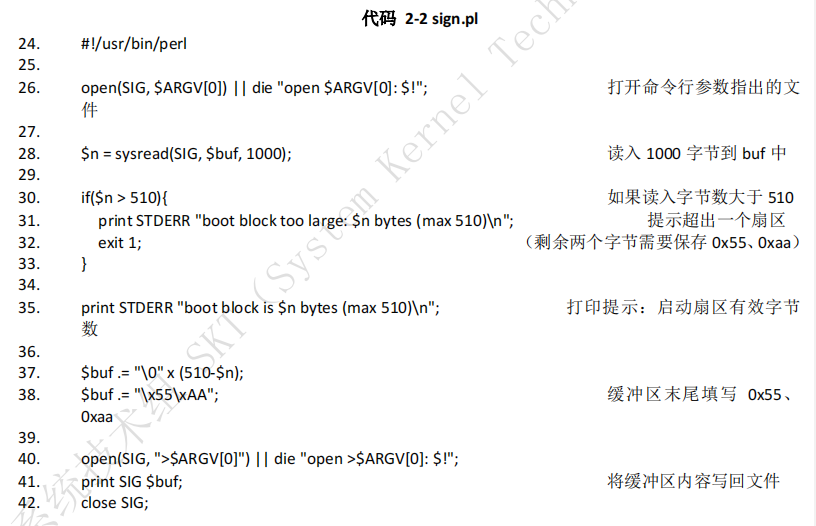 代码 2-2 sign.pl
24. #!/usr/bin/perl
25.
26. open(SIG, $ARGV[0]) || die "open $ARGV[0]: $!"; 打开命令行参数指出的文
件
27.
28. $n = sysread(SIG, $buf, 1000); 读入 1000 字节到 buf 中
29.
30. if($n > 510){ 如果读入字节数大于 510
31. print STDERR "boot block too large: $n bytes (max 510)\n"; 提示超出一个扇区
32. exit 1; （剩余两个字节需要保存 0x55、0xaa）
33. }
34.
35. print STDERR "boot block is $n bytes (max 510)\n"; 打印提示：启动扇区有效字节
数
36.
37. $buf .= "\0" x (510-$n);
38. $buf .= "\x55\xAA"; 缓冲区末尾填写 0x55、
0xaa
39.
40. open(SIG, ">$ARGV[0]") || die "open >$ARGV[0]: $!";
41. print SIG $buf; 将缓冲区内容写回文件
42. close SIG;
系统技术组 SKT (System Kernel Techn